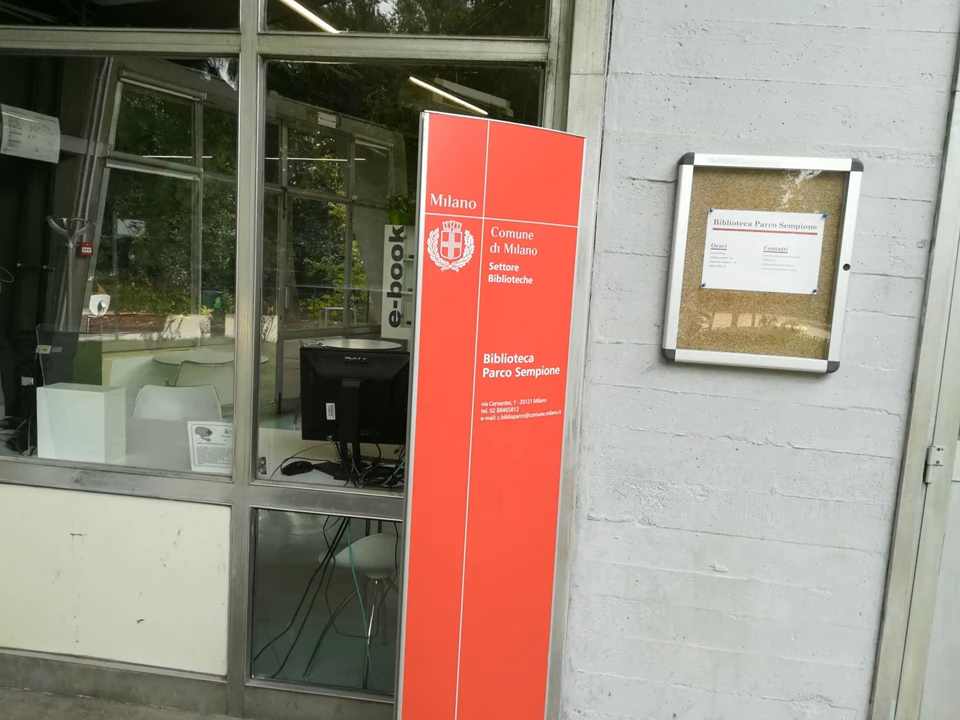 Milano
Comune
di Milano
Settore
Biblioteche
Biblioteca
Parco Sempione
via Cervantes, 1 - 20121 Milano
tel. 02 88465812
e-mail: c.biblioparco@comune.milano.it
e-book
DELL
Biblioteca Parco Sempione
Orari
Contatti